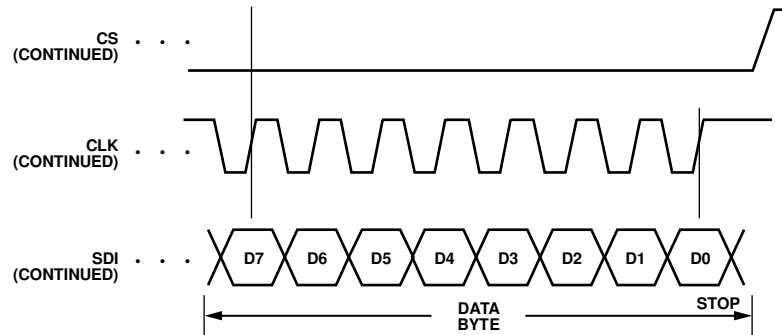 CS
(CONTINUED)
CLK
(CONTINUED)
SDI
(CONTINUED)
D7 D6 D5 D4 D3 D2 D1 D0
STOP
DATA
BYTE